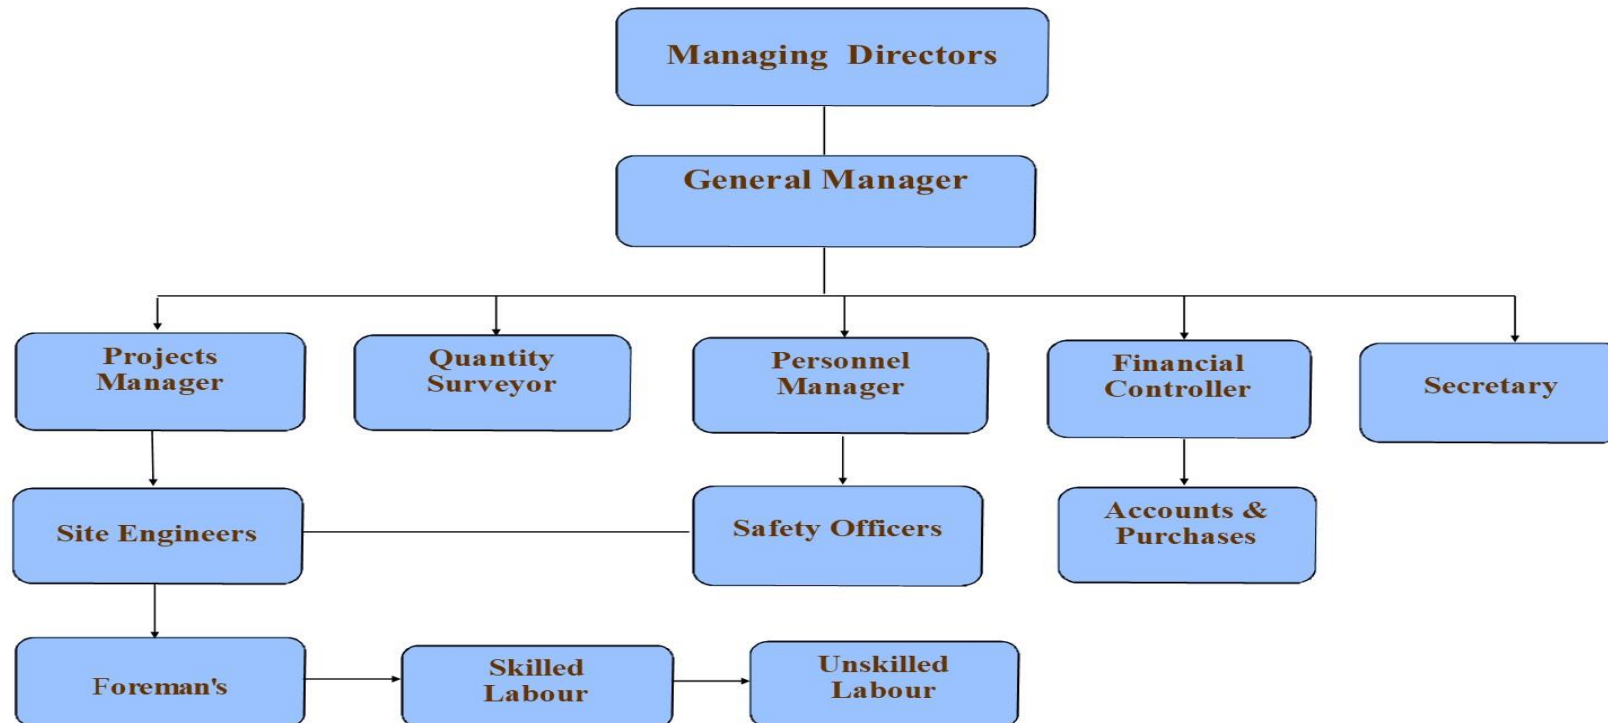 Managing Directors
General Manager
Projects
Manager
Quantity
Surveyor
Personnel
Manager
Financial
Controller
Secretary
Site Engineers
Safety Officers
Accounts &
Purchases
Foreman's
Skilled
Labour
Unskilled
Labour